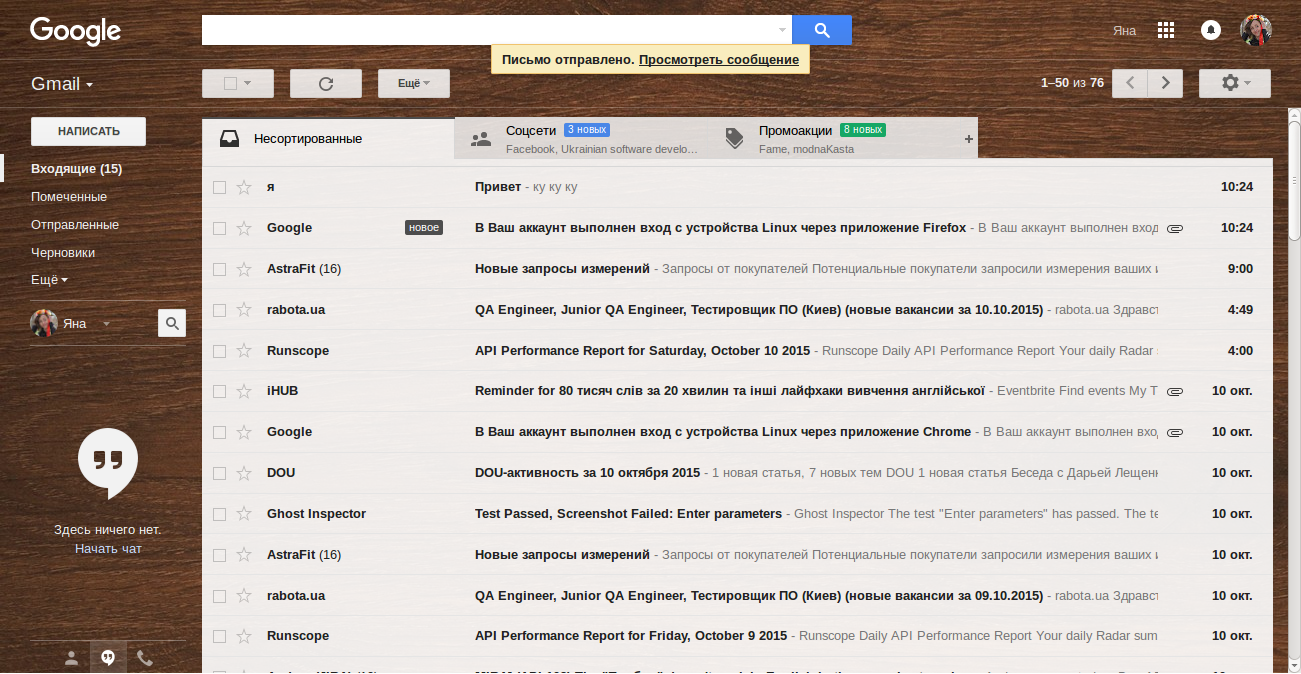 Google
Яна
Письмо отправлено. Просмотреть сообщение
Gmail
Ещё
1–50 из 76
НАПИСАТЬ
Входящие (15)
Помеченные
Отправленные
Черновики
Ещё
Яна
Здесь ничего нет.
Начать чат
Несортированные
Соцсети 3 новых
Facebook, Ukrainian software develo…
Промоакции 8 новых
Fame, modnaKasta
+
я Привет - ку ку ку 10:24
Google новое В Ваш аккаунт выполнен вход с устройства Linux через приложение Firefox - В Ваш аккаунт выполнен вход 10:24
AstraFit (16) Новые запросы измерений - Запросы от покупателей Потенциальные покупатели запросили измерения ваших 9:00
rabota.ua QA Engineer, Junior QA Engineer, Тестировщик ПО (Киев) (новые вакансии за 10.10.2015) - rabota.ua Здравст 4:49
Runscope API Performance Report for Saturday, October 10 2015 - Runscope Daily API Performance Report Your daily Radar 4:00
iHUB Reminder for 80 тисяч слів за 20 хвилин та інші лайфхаки вивчення англійської - Eventbrite Find events My T 10 окт.
Google В Ваш аккаунт выполнен вход с устройства Linux через приложение Chrome - В Ваш аккаунт выполнен вхо 10 окт.
DOU DOU-активность за 10 октября 2015 - 1 новая статья, 7 новых тем DOU 1 новая статья Беседа с Дарьей Лещен 10 окт.
Ghost Inspector Test Passed, Screenshot Failed: Enter parameters - Ghost Inspector The test "Enter parameters" has passed. The te 10 окт.
AstraFit (16) Новые запросы измерений - Запросы от покупателей Потенциальные покупатели запросили измерения ваших 10 окт.
rabota.ua QA Engineer, Junior QA Engineer, Тестировщик ПО (Киев) (новые вакансии за 09.10.2015) - rabota.ua Здравст 10 окт.
Runscope API Performance Report for Friday, October 9 2015 - Runscope Daily API Performance Report Your daily Radar sum 10 окт.